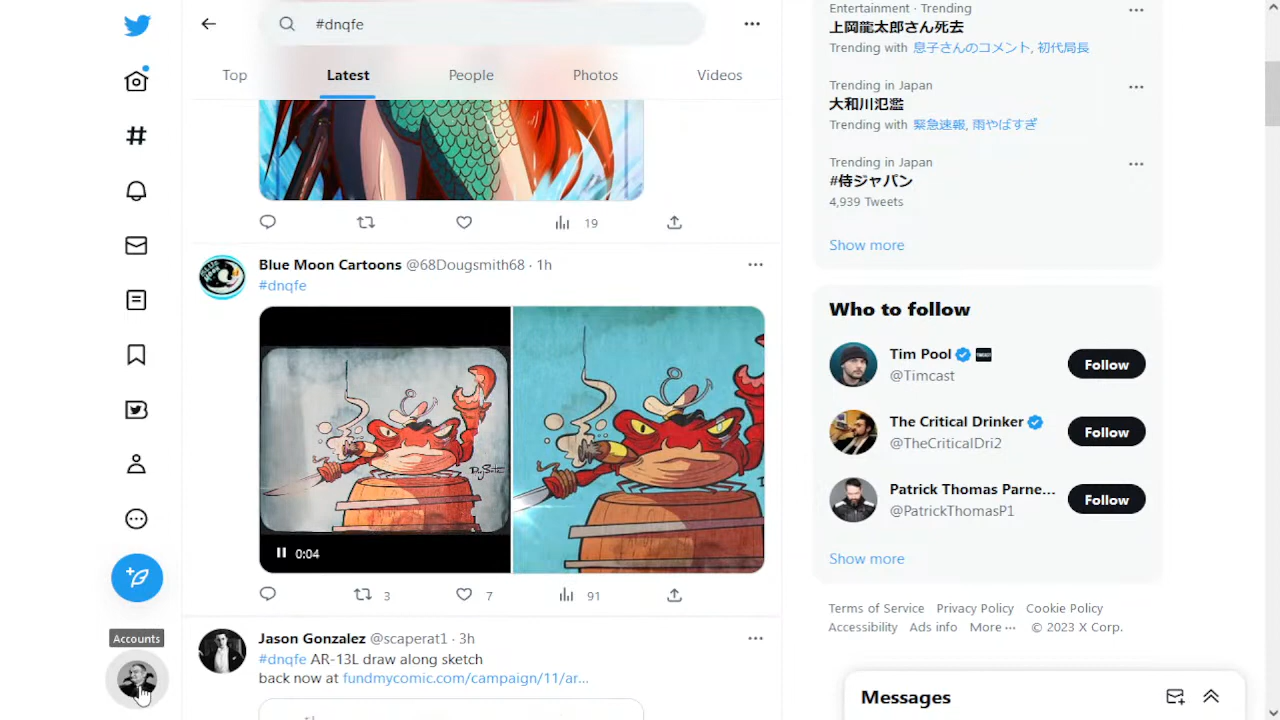 #dnqfe
Top
Latest
People
Photos
Videos
19
Blue Moon Cartoons @68Dougsmith68 · 1h
#dnqfe
0:04
3
7
91
Jason Gonzalez @scaperat1 · 3h
#dnqfe AR-13L draw along sketch
back now at fundmycomic.com/campaign/11/ar...
Accounts
Entertainment · Trending
上岡龍太郎さん死去
Trending with 息子さんのコメント, 初代局長
Trending in Japan
大和川氾濫
Trending with 緊急速報, 雨やばすぎ
Trending in Japan
#侍ジャパン
4,939 Tweets
Show more
Who to follow
Tim Pool
@Timcast
Follow
The Critical Drinker
@TheCriticalDri2
Follow
Patrick Thomas Parne...
@PatrickThomasP1
Follow
Show more
Terms of Service Privacy Policy Cookie Policy
Accessibility Ads info More ··· © 2023 X Corp.
Messages